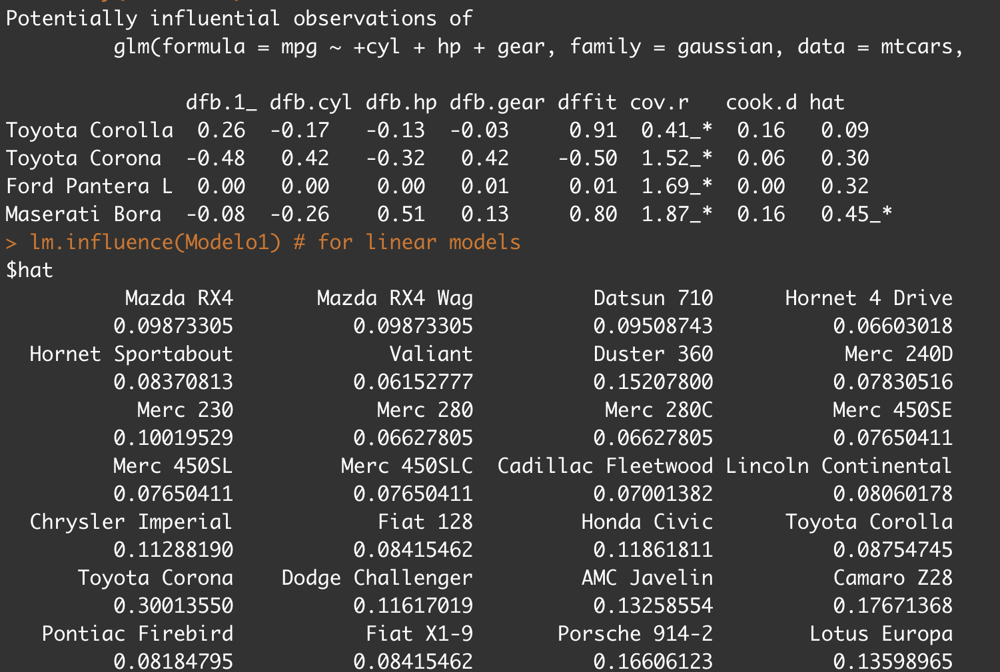 Potentially influential observations of
glm(formula = mpg ~ +cyl + hp + gear, family = gaussian, data = mtcars,
dfb.1_ dfb.cyl dfb.hp dfb.gear dffit cov.r cook.d hat
Toyota Corolla 0.26 -0.17 -0.13 -0.03 0.91 0.41_* 0.16 0.09
Toyota Corona -0.48 0.42 -0.32 0.42 -0.50 1.52_* 0.06 0.30
Ford Pantera L 0.00 0.00 0.00 0.01 0.01 1.69_* 0.00 0.32
Maserati Bora -0.08 -0.26 0.51 0.13 0.80 1.87_* 0.16 0.45_*
> lm.influence(Modelo1) # for linear models
$hat
Mazda RX4 Mazda RX4 Wag Datsun 710 Hornet 4 Drive
0.09873305 0.09873305 0.09508743 0.06603018
Hornet Sportabout Valiant Duster 360 Merc 240D
0.08370813 0.06152777 0.15207800 0.07830516
Merc 230 Merc 280 Merc 280C Merc 450SE
0.10019529 0.06627805 0.06627805 0.07650411
Merc 450SL Merc 450SLC Cadillac Fleetwood Lincoln Continental
0.07650411 0.07650411 0.07001382 0.08060178
Chrysler Imperial Fiat 128 Honda Civic Toyota Corolla
0.11288190 0.08415462 0.11861811 0.08754745
Toyota Corona Dodge Challenger AMC Javelin Camaro Z28
0.30013550 0.11617019 0.13258554 0.17671368
Pontiac Firebird Fiat X1-9 Porsche 914-2 Lotus Europa
0.08184795 0.08415462 0.16606123 0.13598965